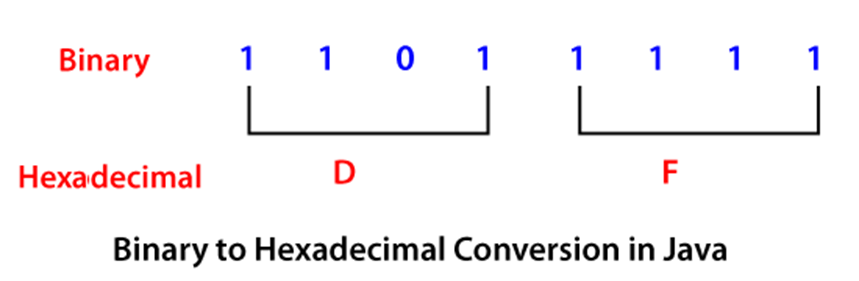 Binary 1 1 0 1 1 1 1 1
Hexadecimal D F
Binary to Hexadecimal Conversion in Java